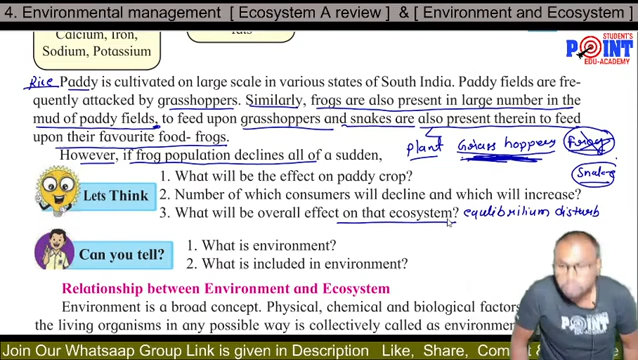 4. Environmental management [ Ecosystem A review ] & [ Environment and Ecosystem ]
Calcium, Iron,
Sodium, Potassium
fats
STUDENT'S
POINT
EDU-ACADEMY
Rice Paddy is cultivated on large scale in various states of South India. Paddy fields are fre-
quently attacked by grasshoppers. Similarly, frogs are also present in large number in the
mud of paddy fields, to feed upon grasshoppers and snakes are also present therein to feed
upon their favourite food- frogs.
plant Grass hoppers Frogs
However, if frog population declines all of a sudden,
Snakes
1. What will be the effect on paddy crop?
Lets Think 2. Number of which consumers will decline and which will increase?
3. What will be overall effect on that ecosystem? equlibrilium disturb
Can you tell? 1. What is environment?
2. What is included in environment?
Relationship between Environment and Ecosystem
Environment is a broad concept. Physical, chemical and biological factors
the living organisms in any possible way is collectively called as environme
Join Our Whatsaap Group Link is given in Description Like, Share, Com